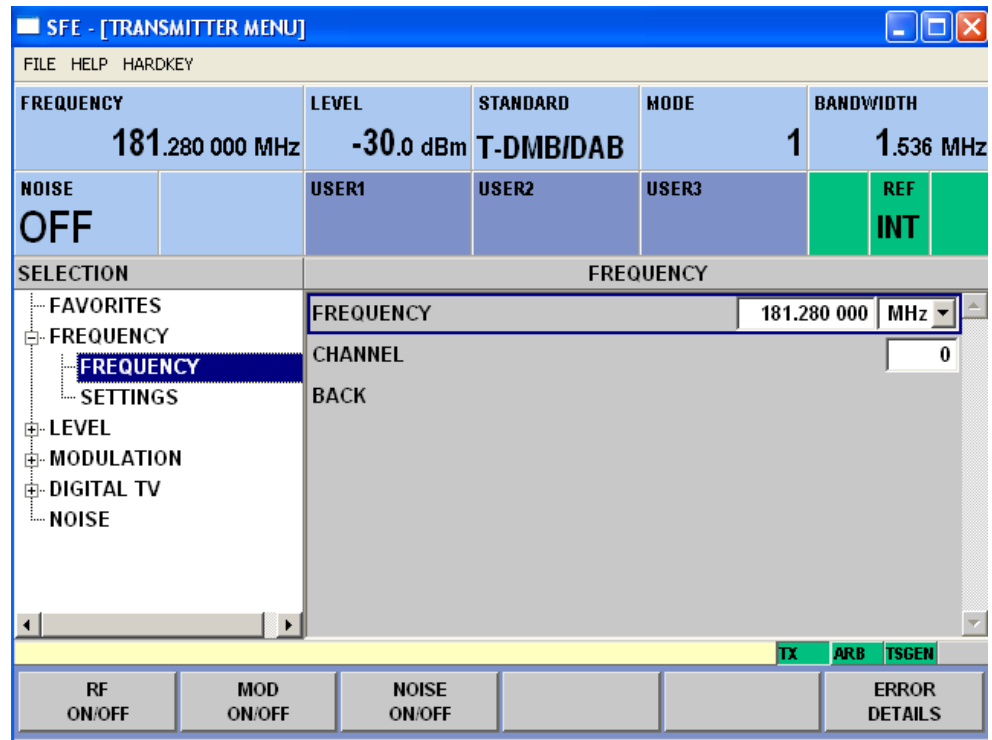 SFE - [TRANSMITTER MENU]
FILE HELP HARDKEY
FREQUENCY LEVEL STANDARD MODE BANDWIDTH
181.280 000 MHz -30.0 dBm T-DMB/DAB 1 1.536 MHz
NOISE USER1 USER2 USER3 REF
OFF INT
SELECTION FREQUENCY
FAVORITES
FREQUENCY
FREQUENCY
SETTINGS
LEVEL
MODULATION
DIGITAL TV
NOISE
FREQUENCY 181.280 000 MHz
CHANNEL 0
BACK
TX ARB TSGEN
RF ON/OFF
MOD ON/OFF
NOISE ON/OFF
ERROR DETAILS